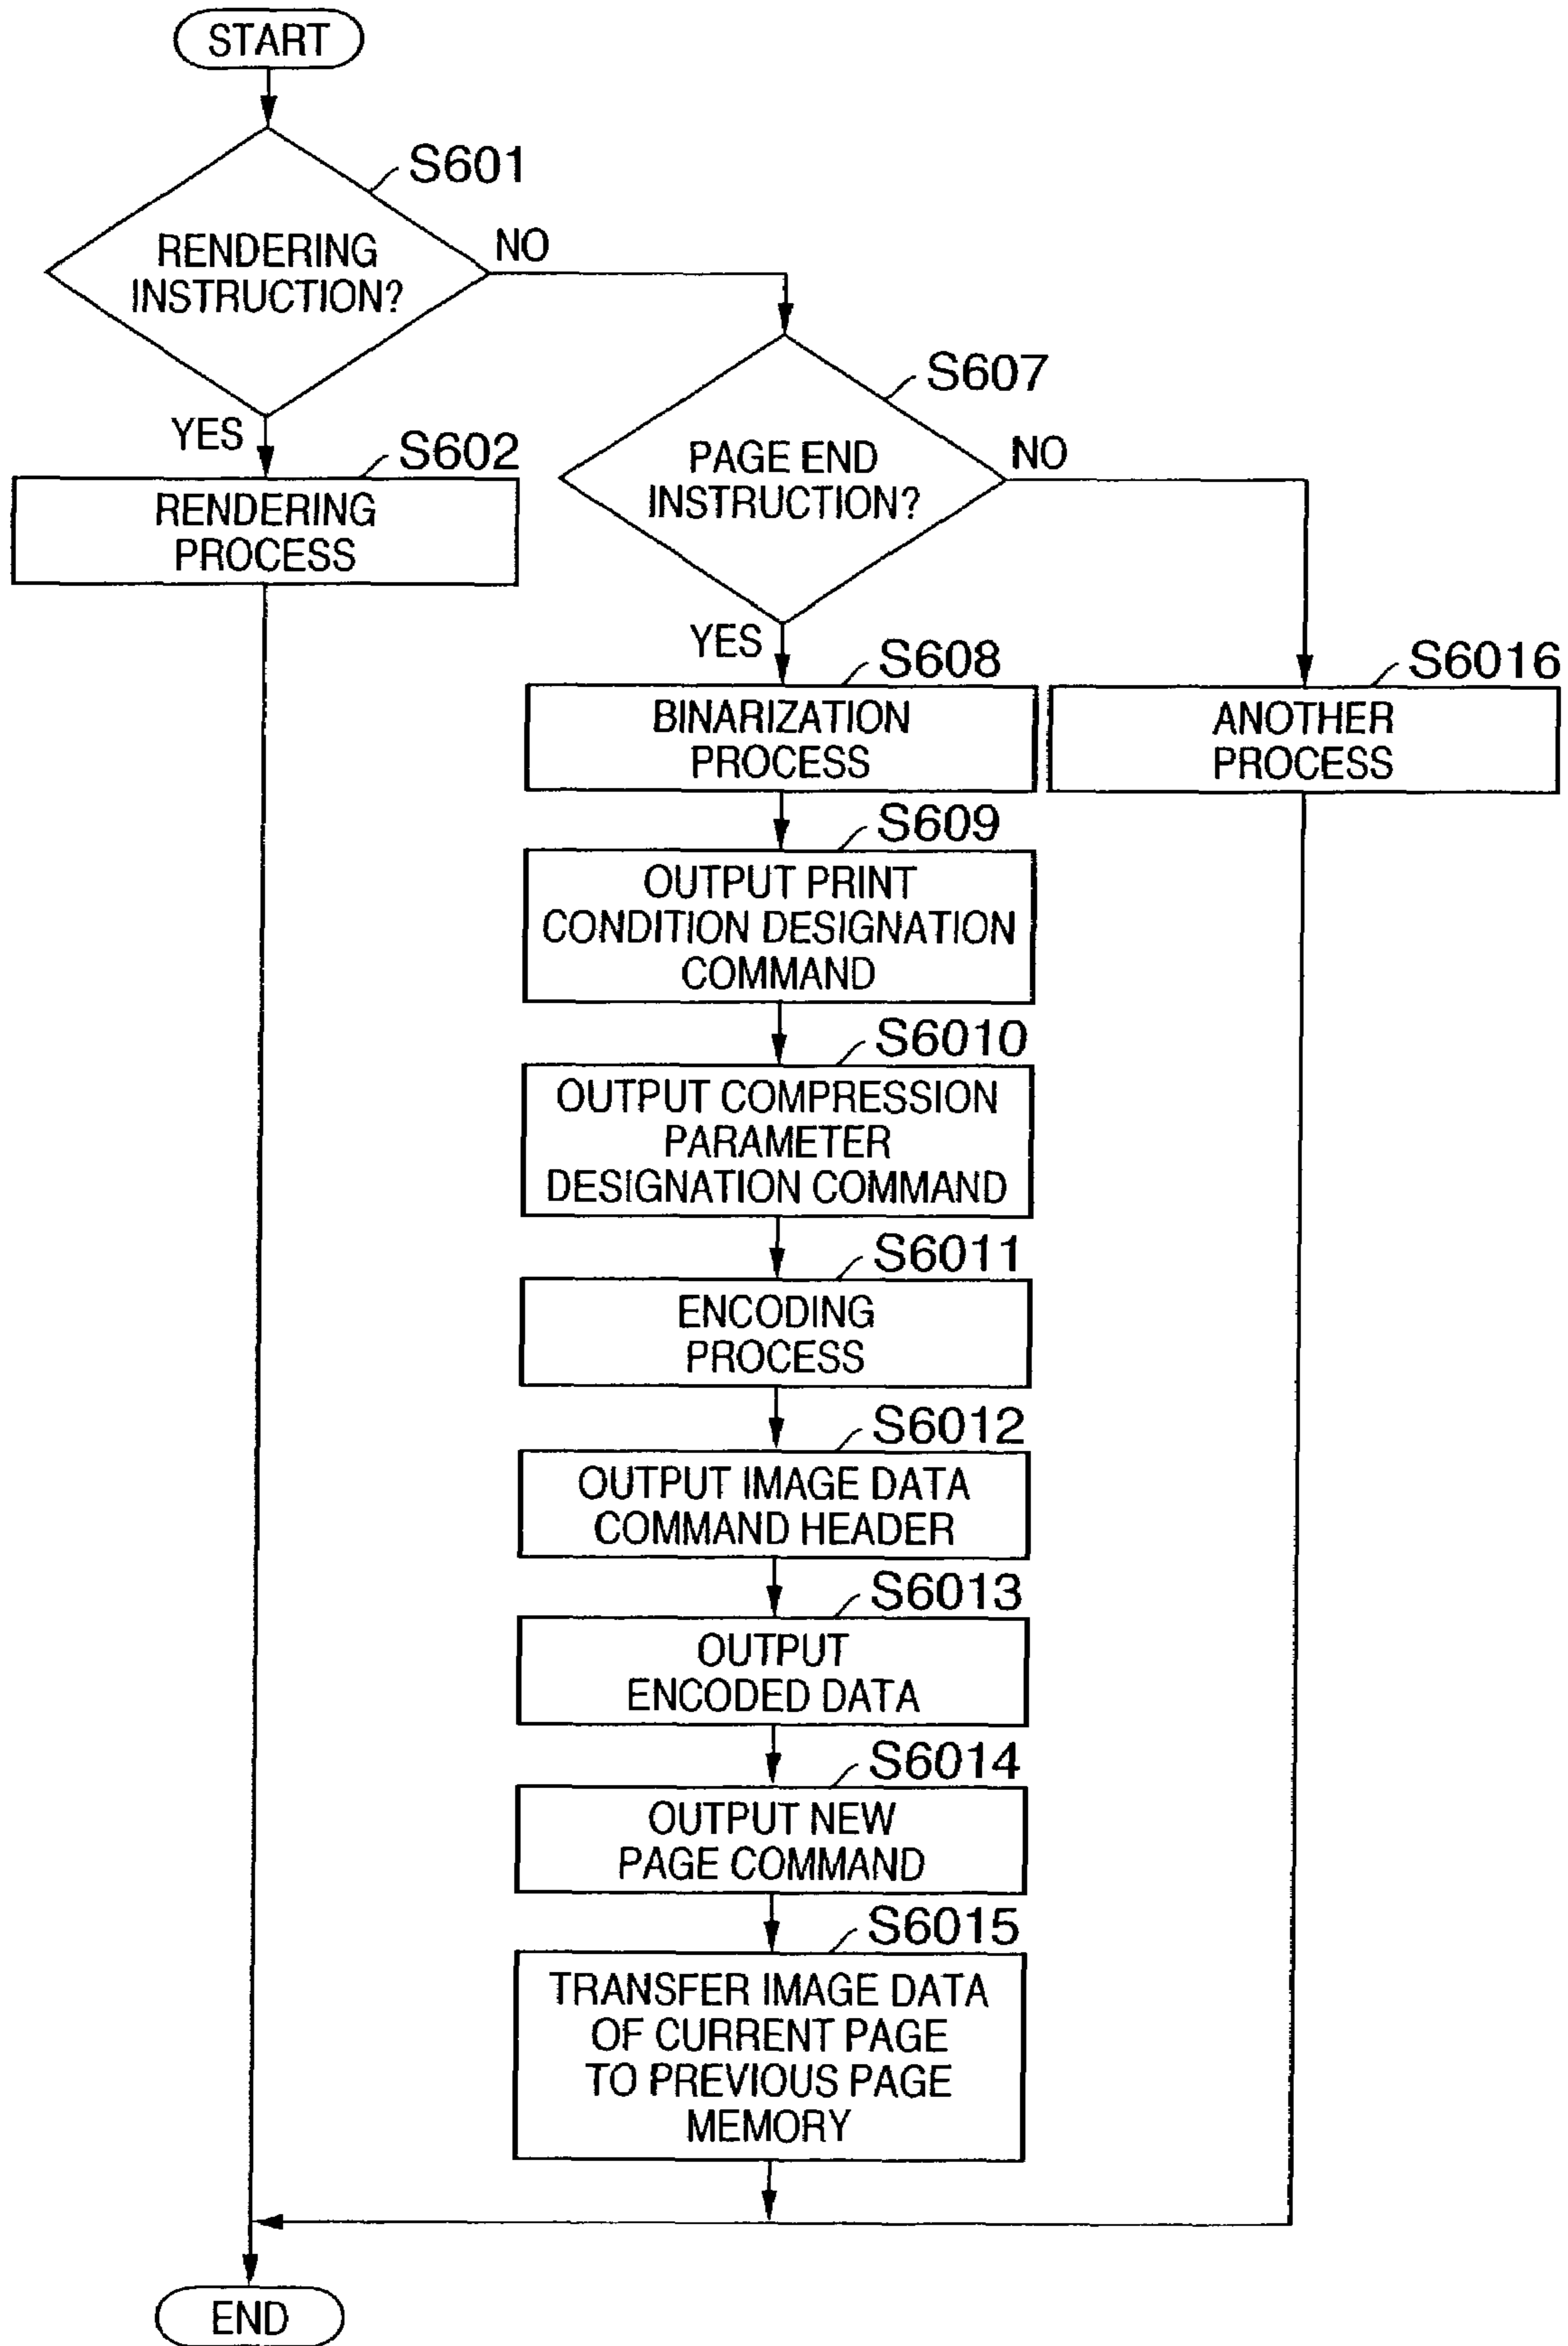 START
S601
RENDERING
INSTRUCTION?
NO
YES
S602
RENDERING
PROCESS
S607
PAGE END
INSTRUCTION?
NO
YES
S608
BINARIZATION
PROCESS
S6016
ANOTHER
PROCESS
S609
OUTPUT PRINT
CONDITION DESIGNATION
COMMAND
S6010
OUTPUT COMPRESSION
PARAMETER
DESIGNATION COMMAND
S6011
ENCODING
PROCESS
S6012
OUTPUT IMAGE DATA
COMMAND HEADER
S6013
OUTPUT
ENCODED DATA
S6014
OUTPUT NEW
PAGE COMMAND
S6015
TRANSFER IMAGE DATA
OF CURRENT PAGE
TO PREVIOUS PAGE
MEMORY
END